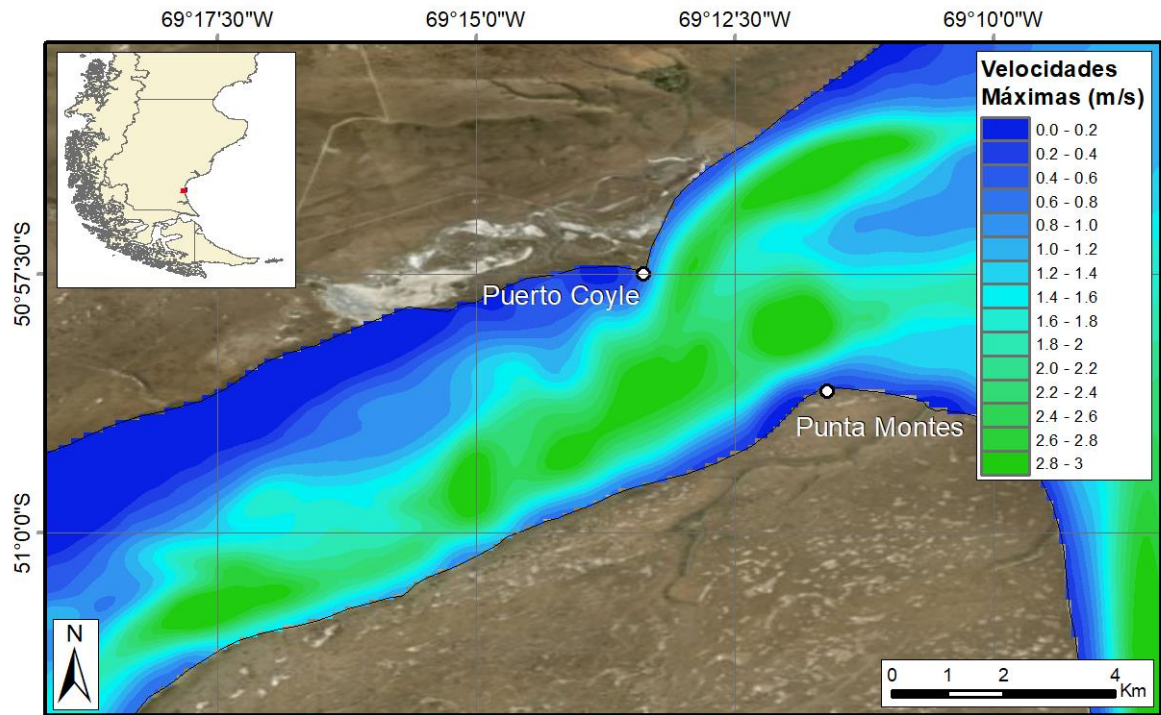 69°17'30"W 69°15'0"W 69°12'30"W 69°10'0"W
Velocidades
Máximas (m/s)
0.0 - 0.2
0.2 - 0.4
0.4 - 0.6
0.6 - 0.8
0.8 - 1.0
1.0 - 1.2
1.2 - 1.4
1.4 - 1.6
1.6 - 1.8
1.8 - 2
2.0 - 2.2
2.2 - 2.4
2.4 - 2.6
2.6 - 2.8
2.8 - 3
50°57'30"S
Puerto Coyle
Punta Montes
51°0'0"S
N
0 2 4
Km